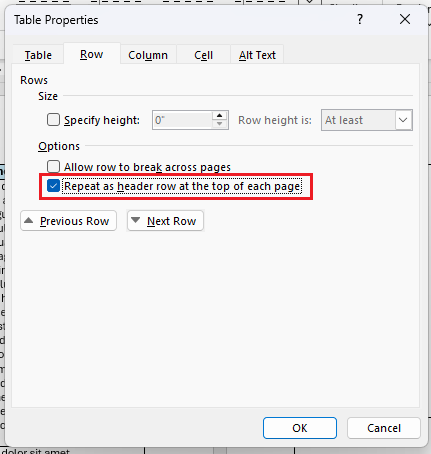 Table Properties ? ×
Table Row Column Cell Alt Text
Rows
Size
Specify height: 0" Row height is: At least
Options
Allow row to break across pages
Repeat as header row at the top of each page
Previous Row Next Row
OK Cancel
dolor sit amet